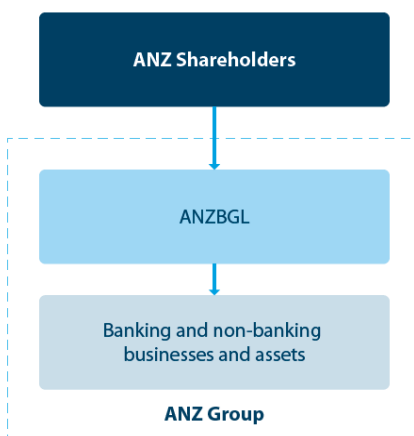 ANZ Shareholders
ANZBGL
Banking and non-banking
businesses and assets
ANZ Group